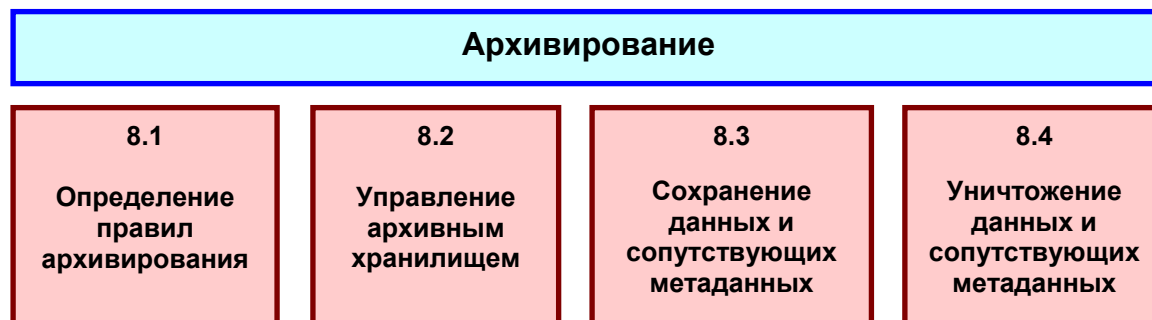 Архивирование
8.1
Определение
правил
архивирования
8.2
Управление
архивным
хранилищем
8.3
Сохранение
данных и
сопутствующих
метаданных
8.4
Уничтожение
данных и
сопутствующих
метаданных